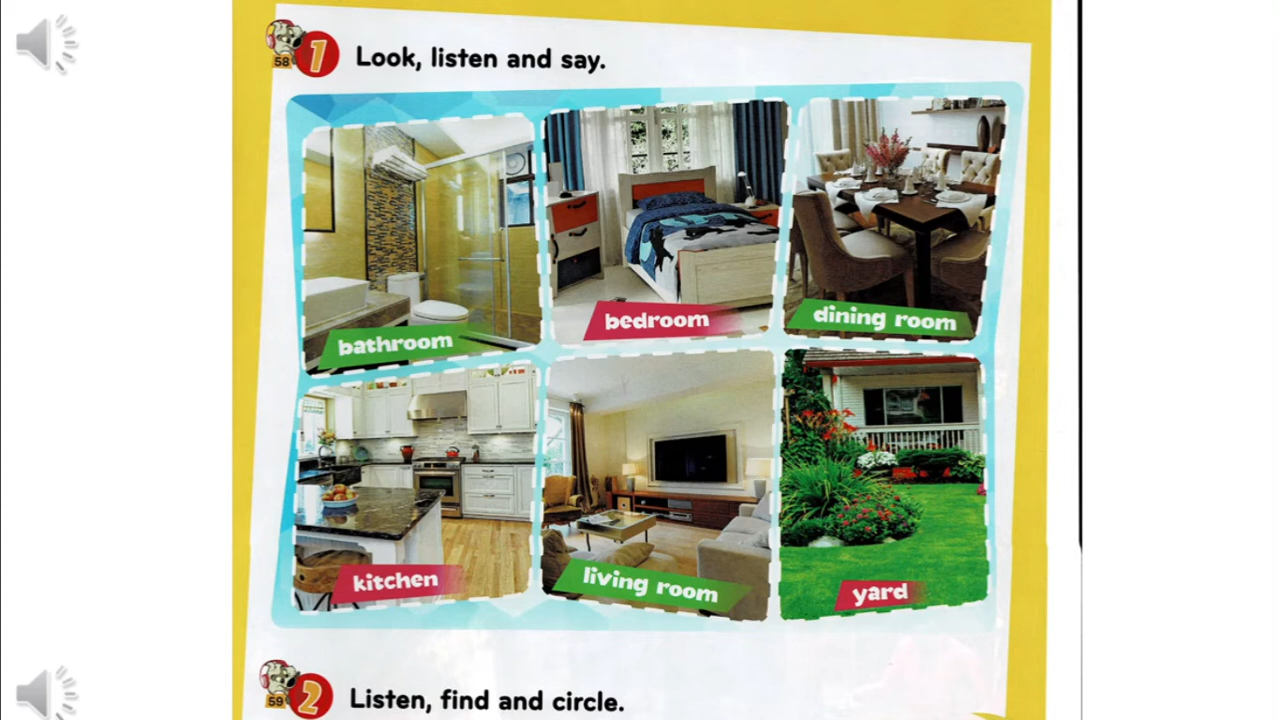 58 1 Look, listen and say.
bathroom
bedroom
dining room
kitchen
living room
yard
59 2 Listen, find and circle.